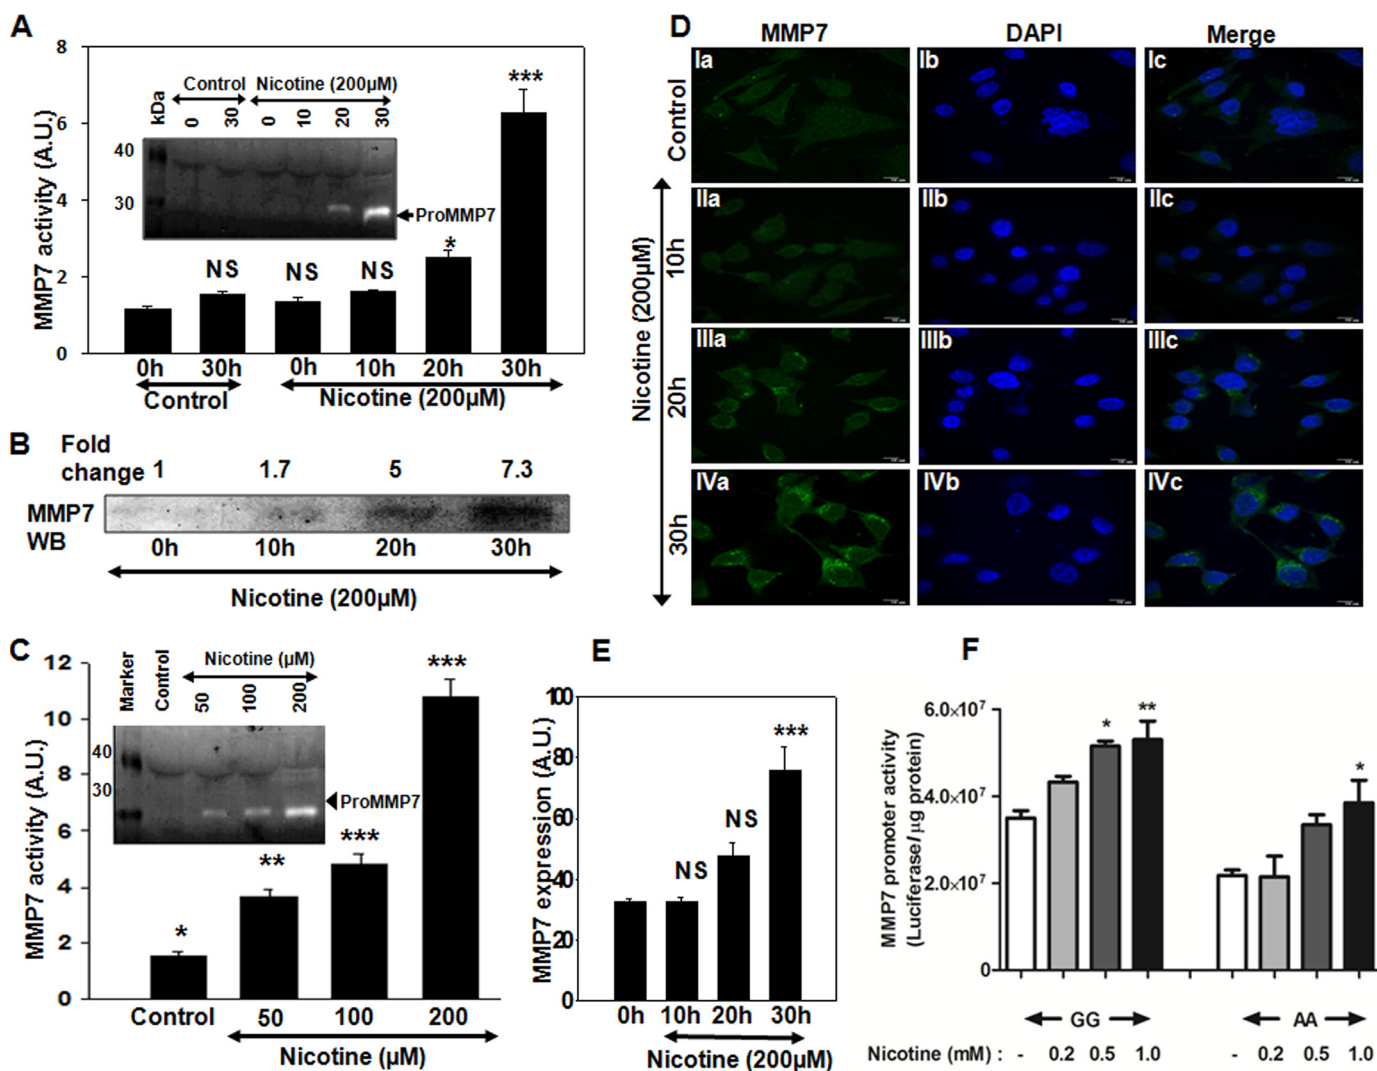 A
MMP7 activity (A.U.)
8
6
4
2
0
kDa
Control
Nicotine (200µM)
0
30
0
10
20
30
40
30
ProMMP7
NS
NS
NS
*
***
0h
30h
0h
10h
20h
30h
Control
Nicotine (200µM)
B
Fold
change
1
1.7
5
7.3
MMP7
WB
0h
10h
20h
30h
Nicotine (200µM)
C
MMP7 activity (A.U.)
12
10
8
6
4
2
0
Marker
Control
Nicotine (µM)
50
100
200
40
30
ProMMP7
*
**
***
***
Control
50
100
200
Nicotine (µM)
D
MMP7
DAPI
Merge
Control
Ia
Ib
Ic
Nicotine (200µM)
10h
IIa
IIb
IIc
20h
IIIa
IIIb
IIIc
30h
IVa
IVb
IVc
E
MMP7 expression (A.U.)
100
80
60
40
20
0
NS
NS
***
0h
10h
20h
30h
Nicotine (200µM)
F
MMP7 promoter activity
(Luciferase/µg protein)
6.0×10⁷
4.0×10⁷
2.0×10⁷
0
*
**
*
GG
AA
Nicotine (mM) : - 0.2 0.5 1.0 - 0.2 0.5 1.0